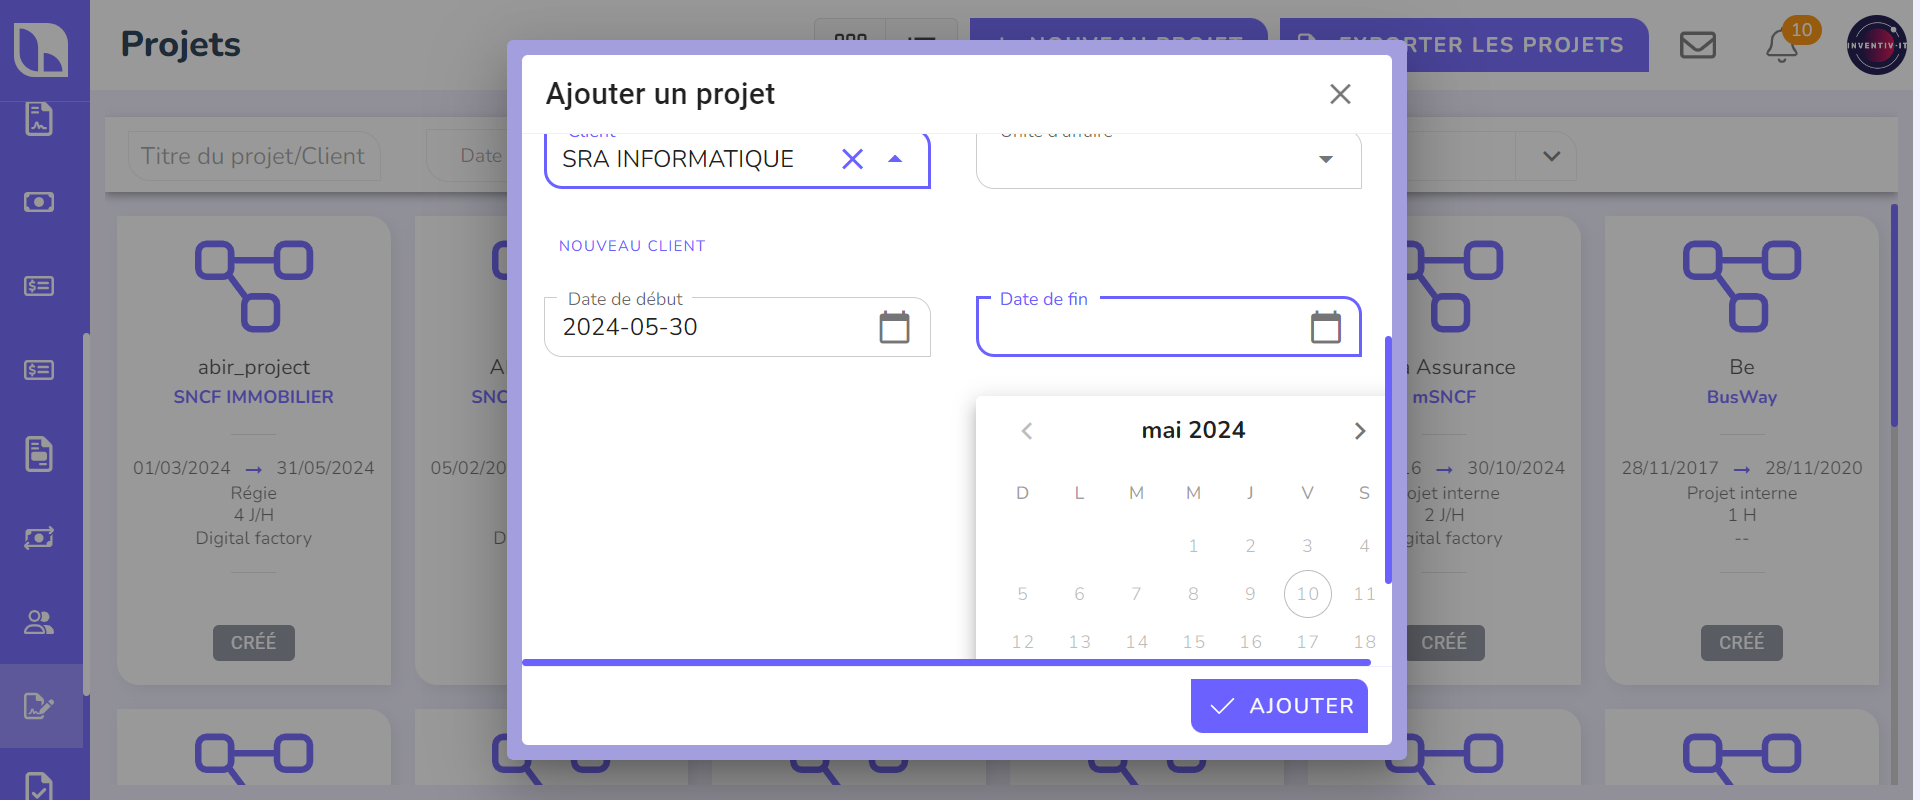 Projets
NOUVEAU PROJET
EXPORTER LES PROJETS
10
INVENTIV-IT
Titre du projet/Client
Date
Ajouter un projet
Client
SRA INFORMATIQUE
Unité d'affaire
NOUVEAU CLIENT
Date de début
2024-05-30
Date de fin
mai 2024
D L M M J V S
1 2 3 4
5 6 7 8 9 10 11
12 13 14 15 16 17 18
AJOUTER
abir_project
SNCF IMMOBILIER
01/03/2024 → 31/05/2024
Régie
4 J/H
Digital factory
CRÉÉ
A
SNC
05/02/20
D
Assurance
mSNCF
16 → 30/10/2024
ojet interne
2 J/H
gital factory
CRÉÉ
Be
BusWay
28/11/2017 → 28/11/2020
Projet interne
1 H
--
CRÉÉ